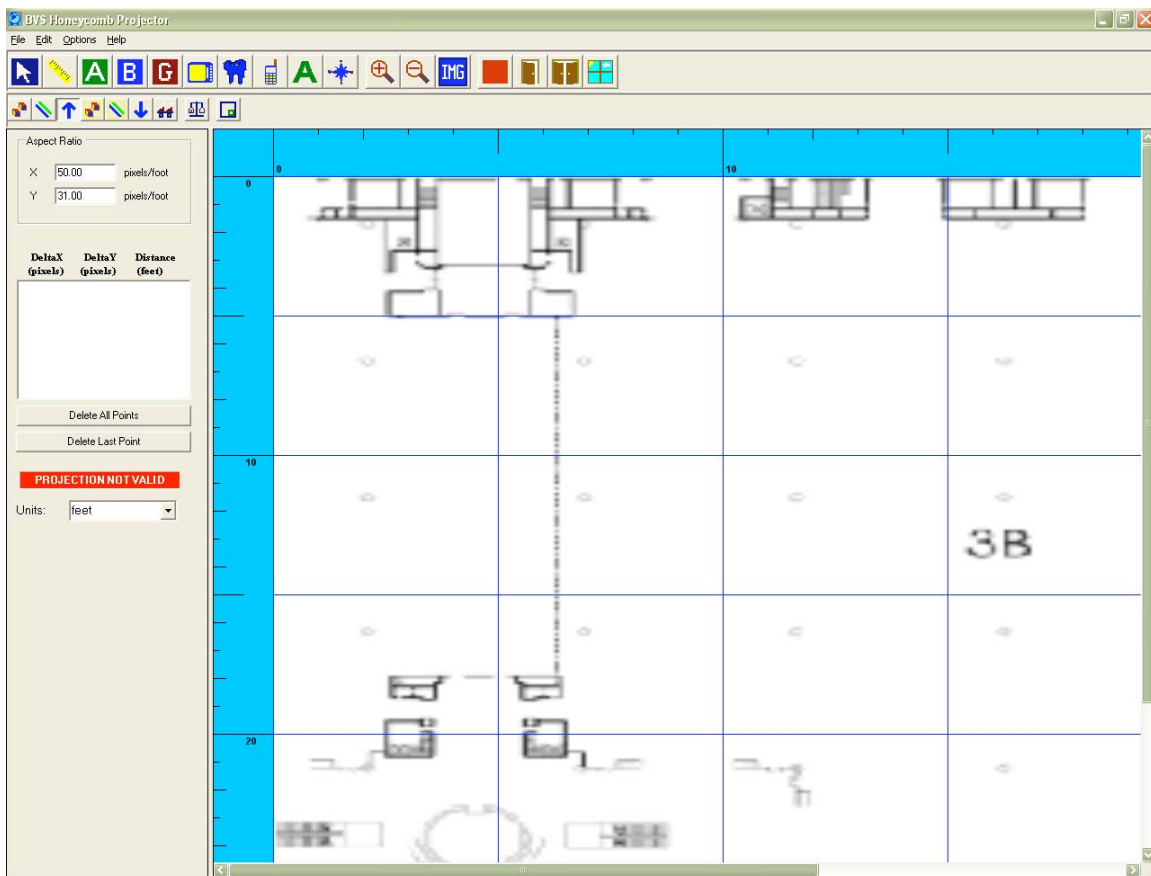 BVS Honeycomb Projector
File Edit Options Help
A B G A IMG
Aspect Ratio
X 50.00 pixels/foot
Y 31.00 pixels/foot
DeltaX DeltaY Distance
(pixels) (pixels) (feet)
Delete All Points
Delete Last Point
PROJECTION NOT VALID
Units: feet
0 10
0
10
20
3B